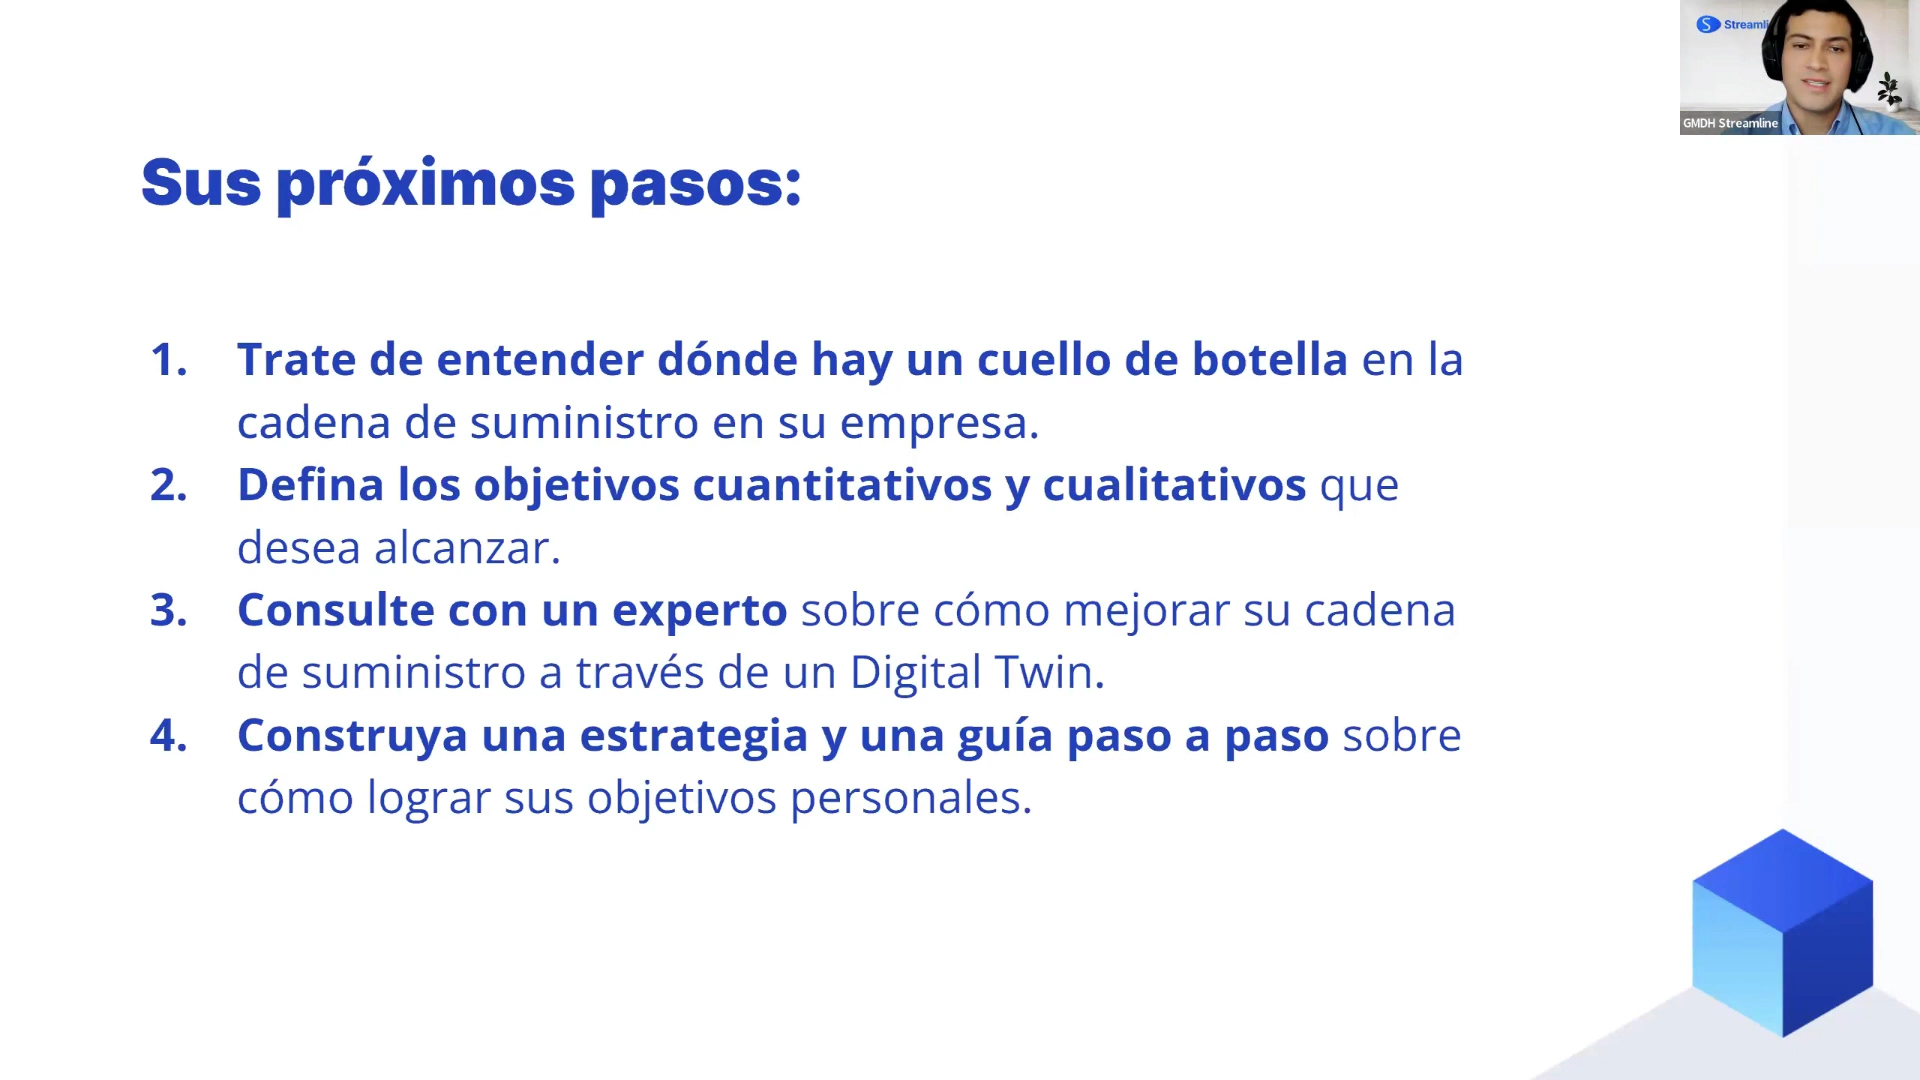 Streamli
GMDH Streamline
Sus próximos pasos:
1. Trate de entender dónde hay un cuello de botella en la
cadena de suministro en su empresa.
2. Defina los objetivos cuantitativos y cualitativos que
desea alcanzar.
3. Consulte con un experto sobre cómo mejorar su cadena
de suministro a través de un Digital Twin.
4. Construya una estrategia y una guía paso a paso sobre
cómo lograr sus objetivos personales.